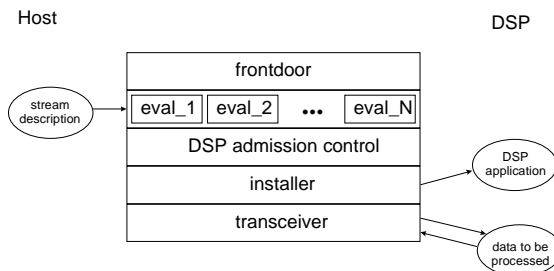 Host
DSP
frontdoor
stream
description
eval_1 eval_2 ... eval_N
DSP admission control
installer
DSP
application
transceiver
data to be
processed